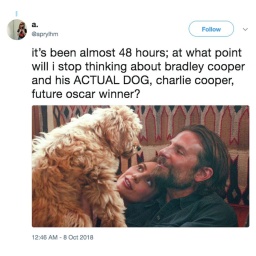 a.
@sprylhm
Follow
it's been almost 48 hours; at what point
will i stop thinking about bradley cooper
and his ACTUAL DOG, charlie cooper,
future oscar winner?
12:46 AM - 8 Oct 2018